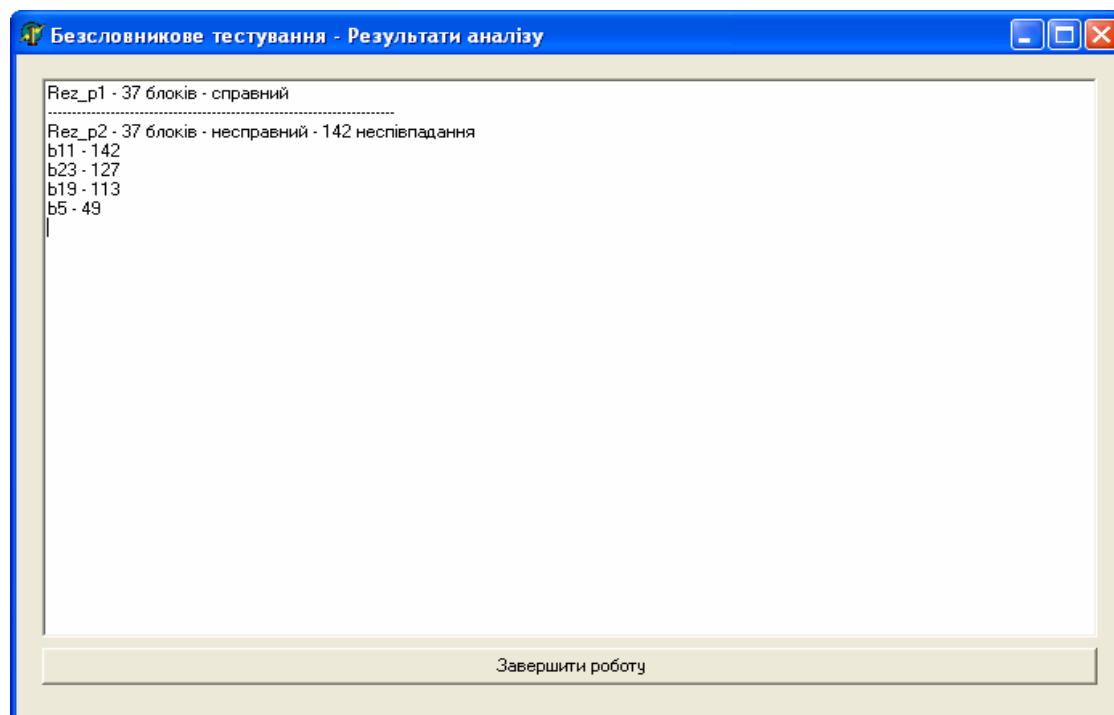 Безсловникове тестування - Результати аналізу
Rez_p1 - 37 блоків - справний
--------------------------------------------------------------------------
Rez_p2 - 37 блоків - несправний - 142 неспівпадання
b11 - 142
b23 - 127
b19 - 113
b5 - 49
Завершити роботу